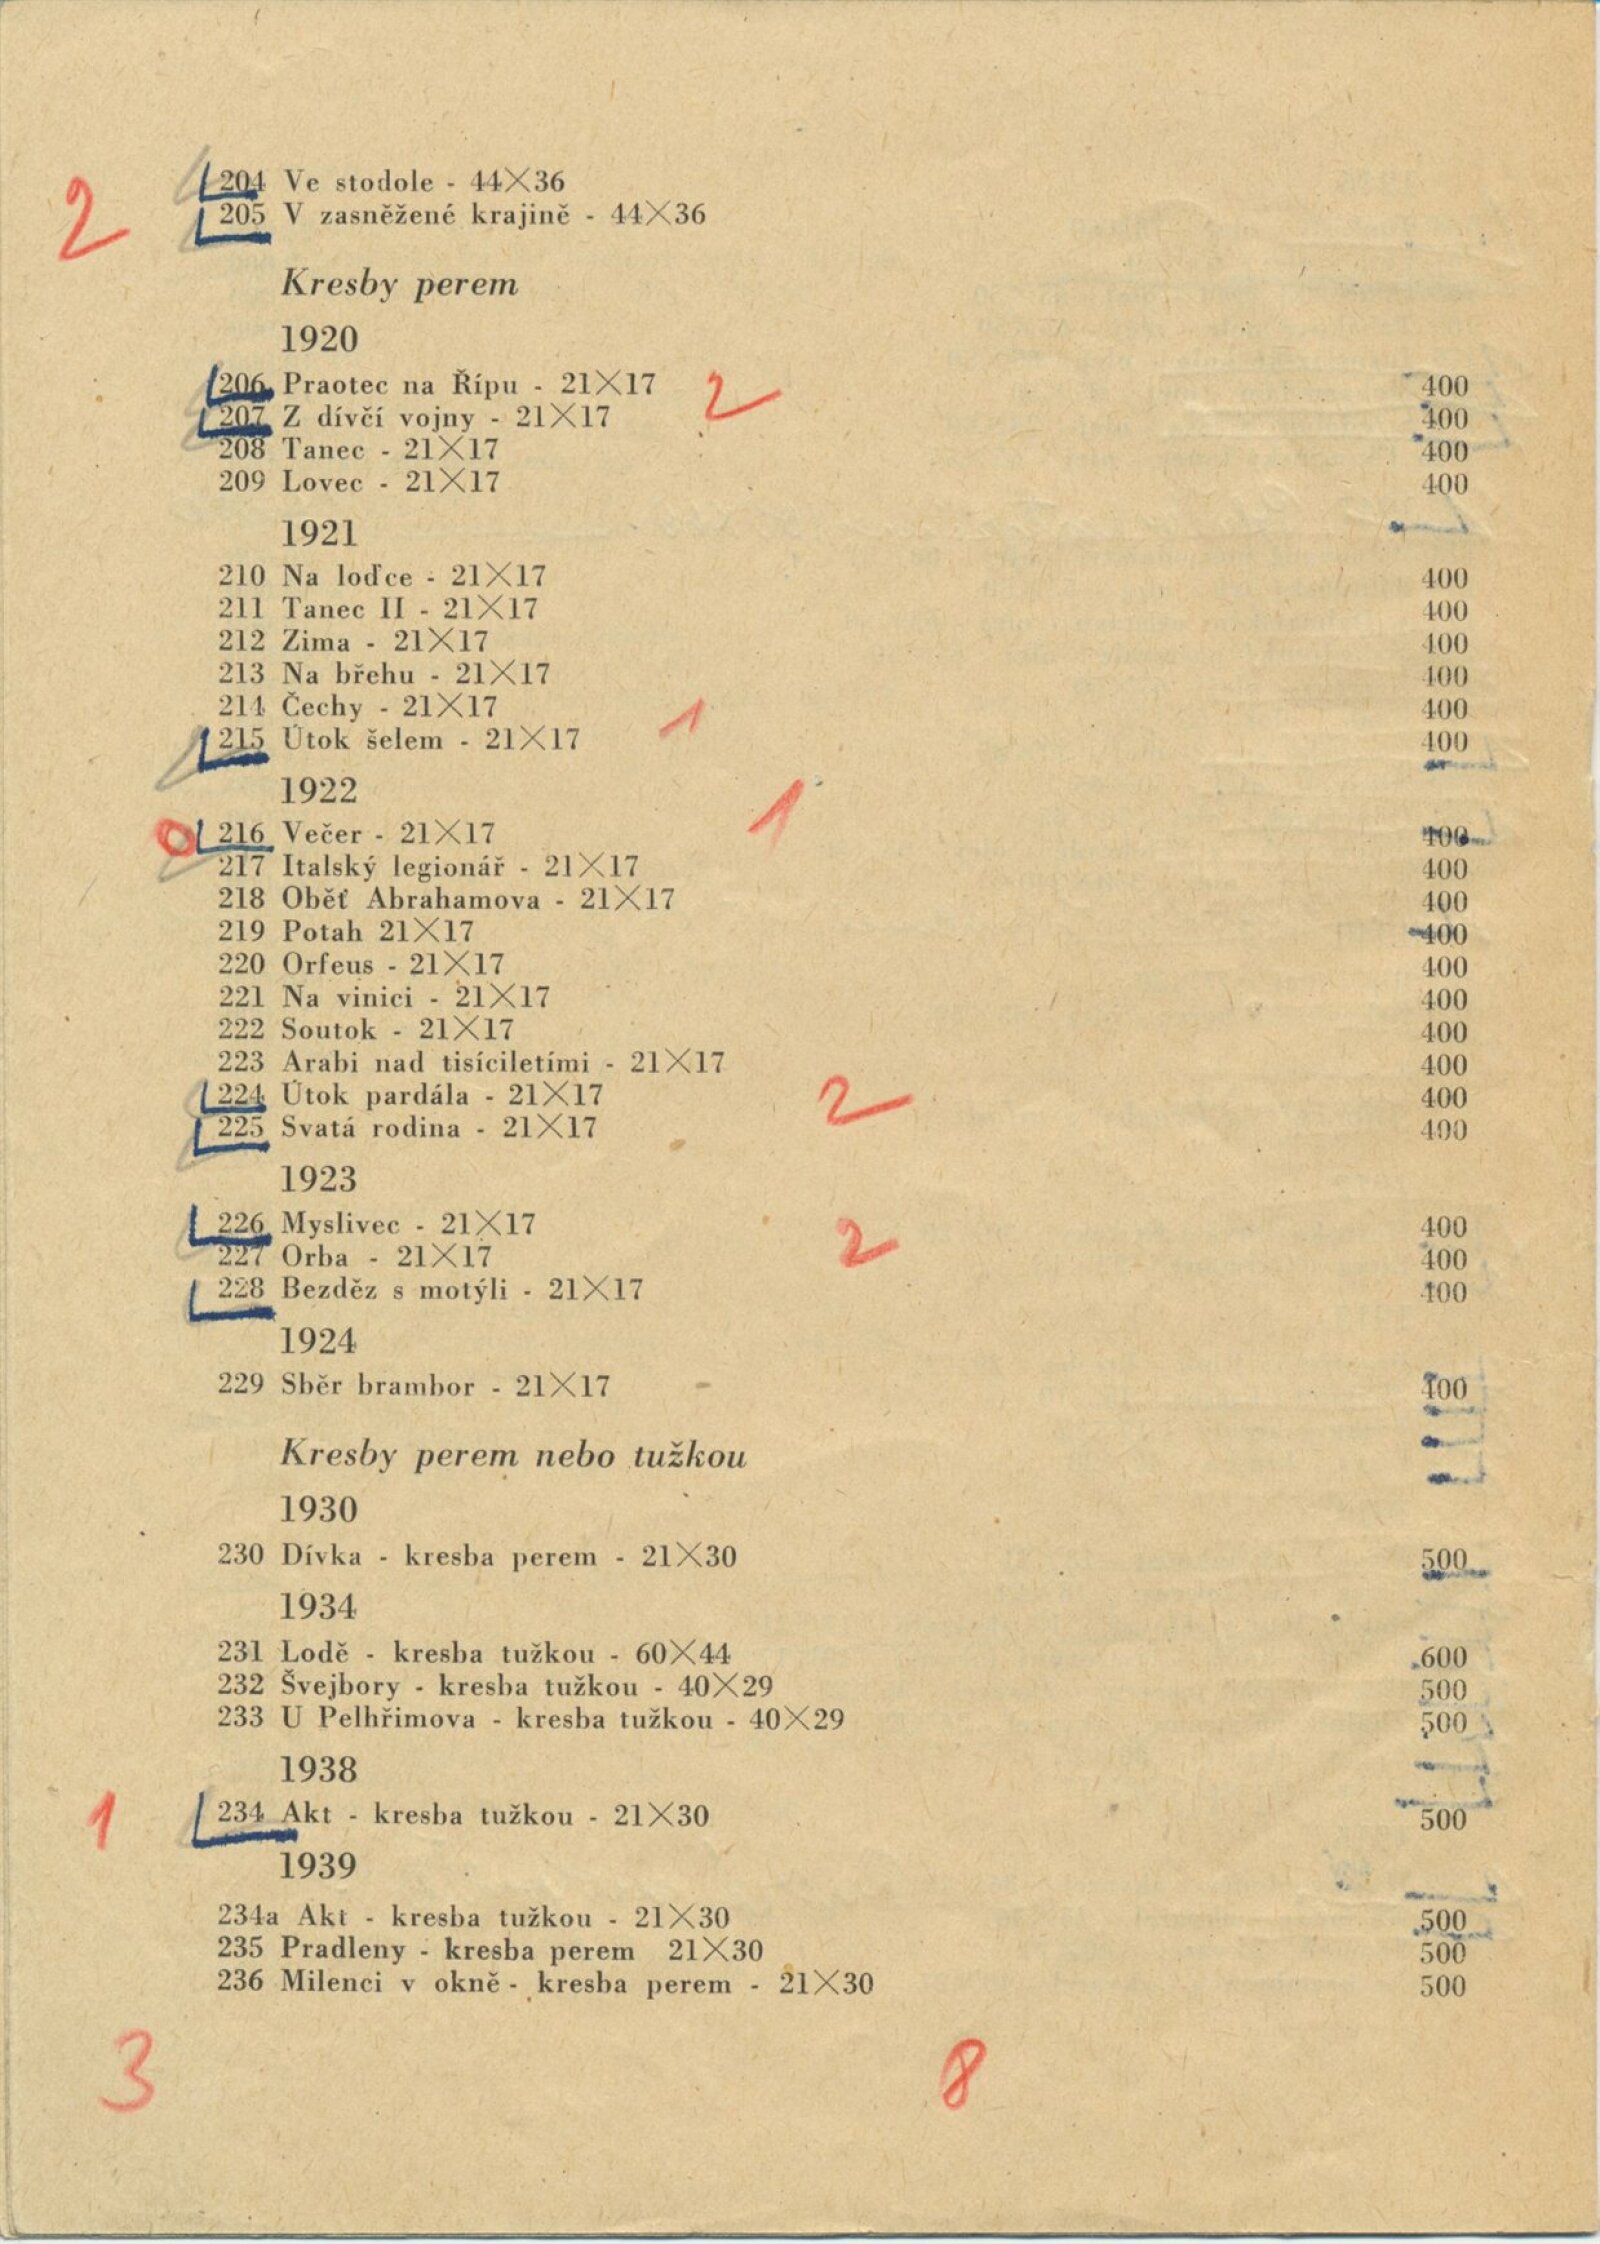 204 Ve stodole - 44×36
2
205 V zasněžené krajině - 44×36
Kresby perem
1920
206 Praotec na Řípu - 21×17 2 400
207 Z dívčí vojny - 21×17 400
208 Tanec - 21×17 400
209 Lovec - 21×17 400
1921
210 Na loďce - 21×17 400
211 Tanec II - 21×17 400
212 Zima - 21×17 400
213 Na břehu - 21×17 400
214 Čechy - 21×17 400
1
215 Útok šelem - 21×17 400
1922
1
0 216 Večer - 21×17 400
217 Italský legionář - 21×17 400
218 Oběť Abrahamova - 21×17 400
219 Potah 21×17 400
220 Orfeus - 21×17 400
221 Na vinici - 21×17 400
222 Soutok - 21×17 400
223 Arabi nad tisíciletími - 21×17 400
224 Útok pardála - 21×17 2 400
225 Svatá rodina - 21×17 400
1923
226 Myslivec - 21×17 400
227 Orba - 21×17 2 400
228 Bezděz s motýli - 21×17 400
1924
229 Sběr brambor - 21×17 400
Kresby perem nebo tužkou
1930
230 Dívka - kresba perem - 21×30 500
1934
231 Lodě - kresba tužkou - 60×44 600
232 Švejbory - kresba tužkou - 40×29 500
233 U Pelhřimova - kresba tužkou - 40×29 500
1938
1 234 Akt - kresba tužkou - 21×30 500
1939
234a Akt - kresba tužkou - 21×30 500
235 Pradleny - kresba perem 21×30 500
236 Milenci v okně - kresba perem - 21×30 500
3 8